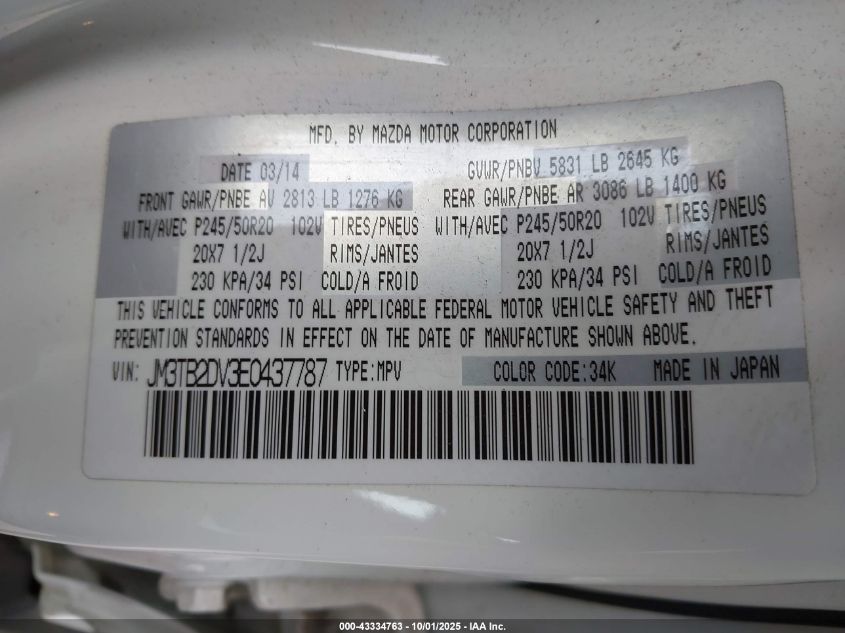 MFD. BY MAZDA MOTOR CORPORATION
DATE 03/14 GVWR/PNBV 5831 LB 2645 KG
FRONT GAWR/PNBE AV 2813 LB 1276 KG REAR GAWR/PNBE AR 3086 LB 1400 KG
WITH/AVEC P245/50R20 102V TIRES/PNEUS WITH/AVEC P245/50R20 102V TIRES/PNEUS
20X7 1/2J RIMS/JANTES 20X7 1/2J RIMS/JANTES
230 KPA/34 PSI COLD/A FROID 230 KPA/34 PSI COLD/A FROID
THIS VEHICLE CONFORMS TO ALL APPLICABLE FEDERAL MOTOR VEHICLE SAFETY AND THEFT
PREVENTION STANDARDS IN EFFECT ON THE DATE OF MANUFACTURE SHOWN ABOVE.
VIN: JM3TB2DV3E0437787 TYPE:MPV COLOR CODE:34K MADE IN JAPAN
000-43334763 - 10/01/2025 - IAA Inc.